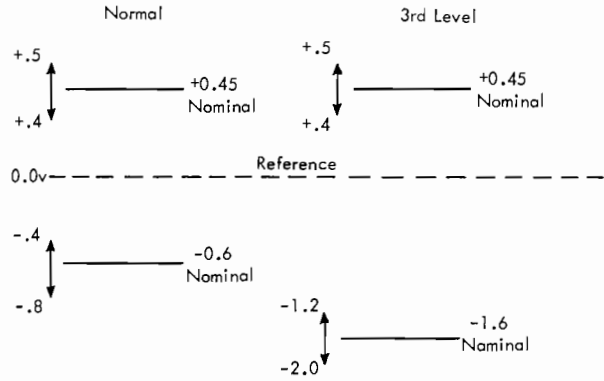 Normal
3rd Level
+.5
+0.45
Nominal
+.4
+.5
+0.45
Nominal
+.4
Reference
0.0v
-.4
-0.6
Nominal
-.8
-1.2
-1.6
Naminal
-2.0